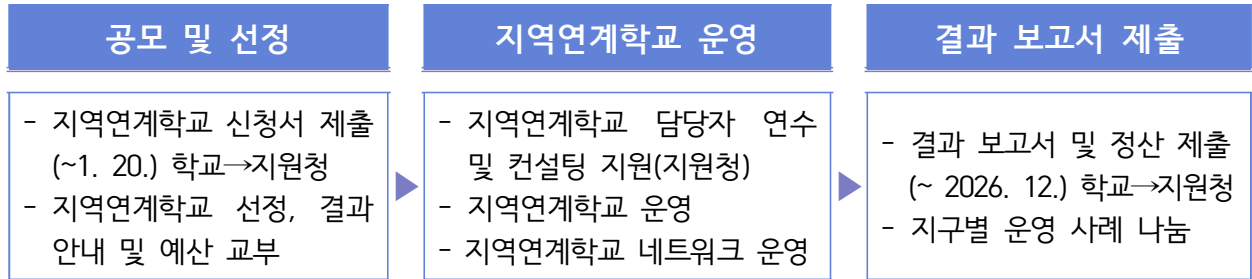 공모 및 선정
- 지역연계학교 신청서 제출
(~1. 20.) 학교→지원청
- 지역연계학교 선정, 결과
안내 및 예산 교부
지역연계학교 운영
- 지역연계학교 담당자 연수
및 컨설팅 지원(지원청)
- 지역연계학교 운영
- 지역연계학교 네트워크 운영
결과 보고서 제출
- 결과 보고서 및 정산 제출
(~ 2026. 12.) 학교→지원청
- 지구별 운영 사례 나눔